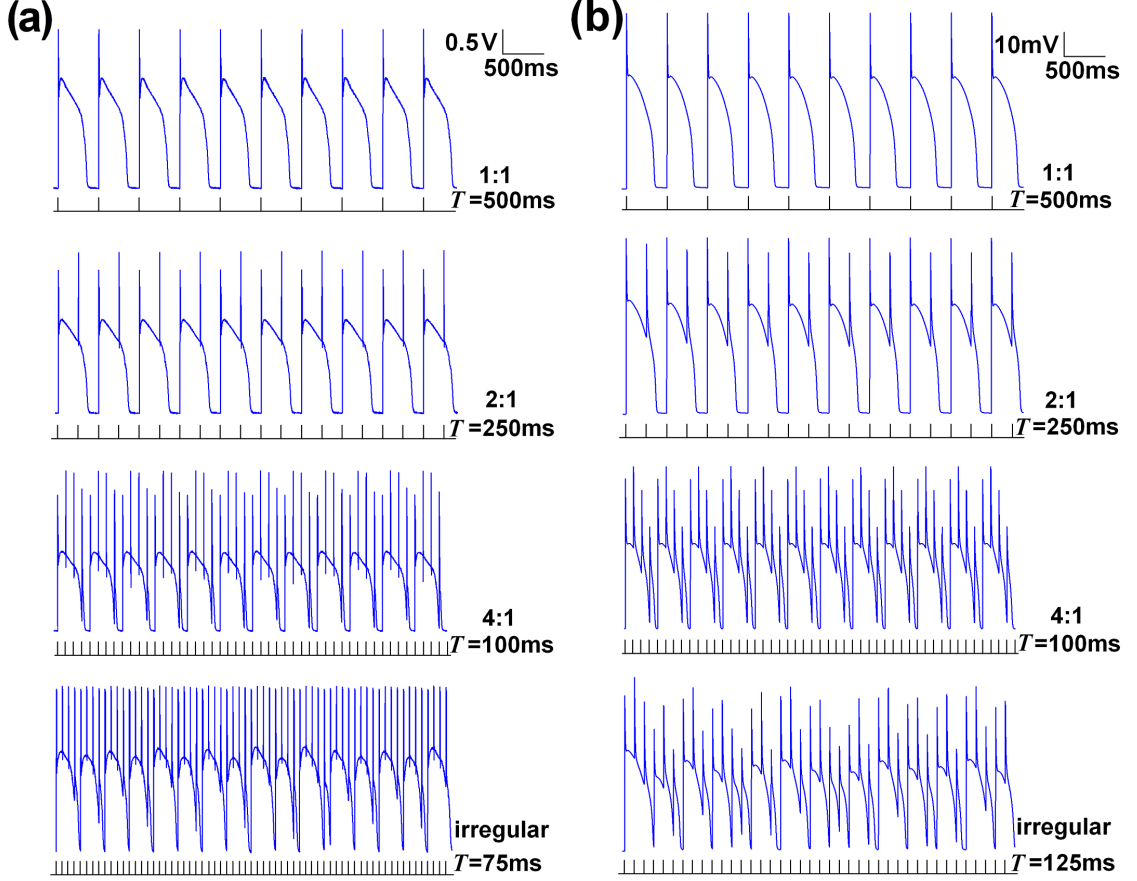 (a)
0.5V
500ms
1:1
T=500ms
2:1
T=250ms
4:1
T=100ms
irregular
T=75ms
(b)
10mV
500ms
1:1
T=500ms
2:1
T=250ms
4:1
T=100ms
irregular
T=125ms